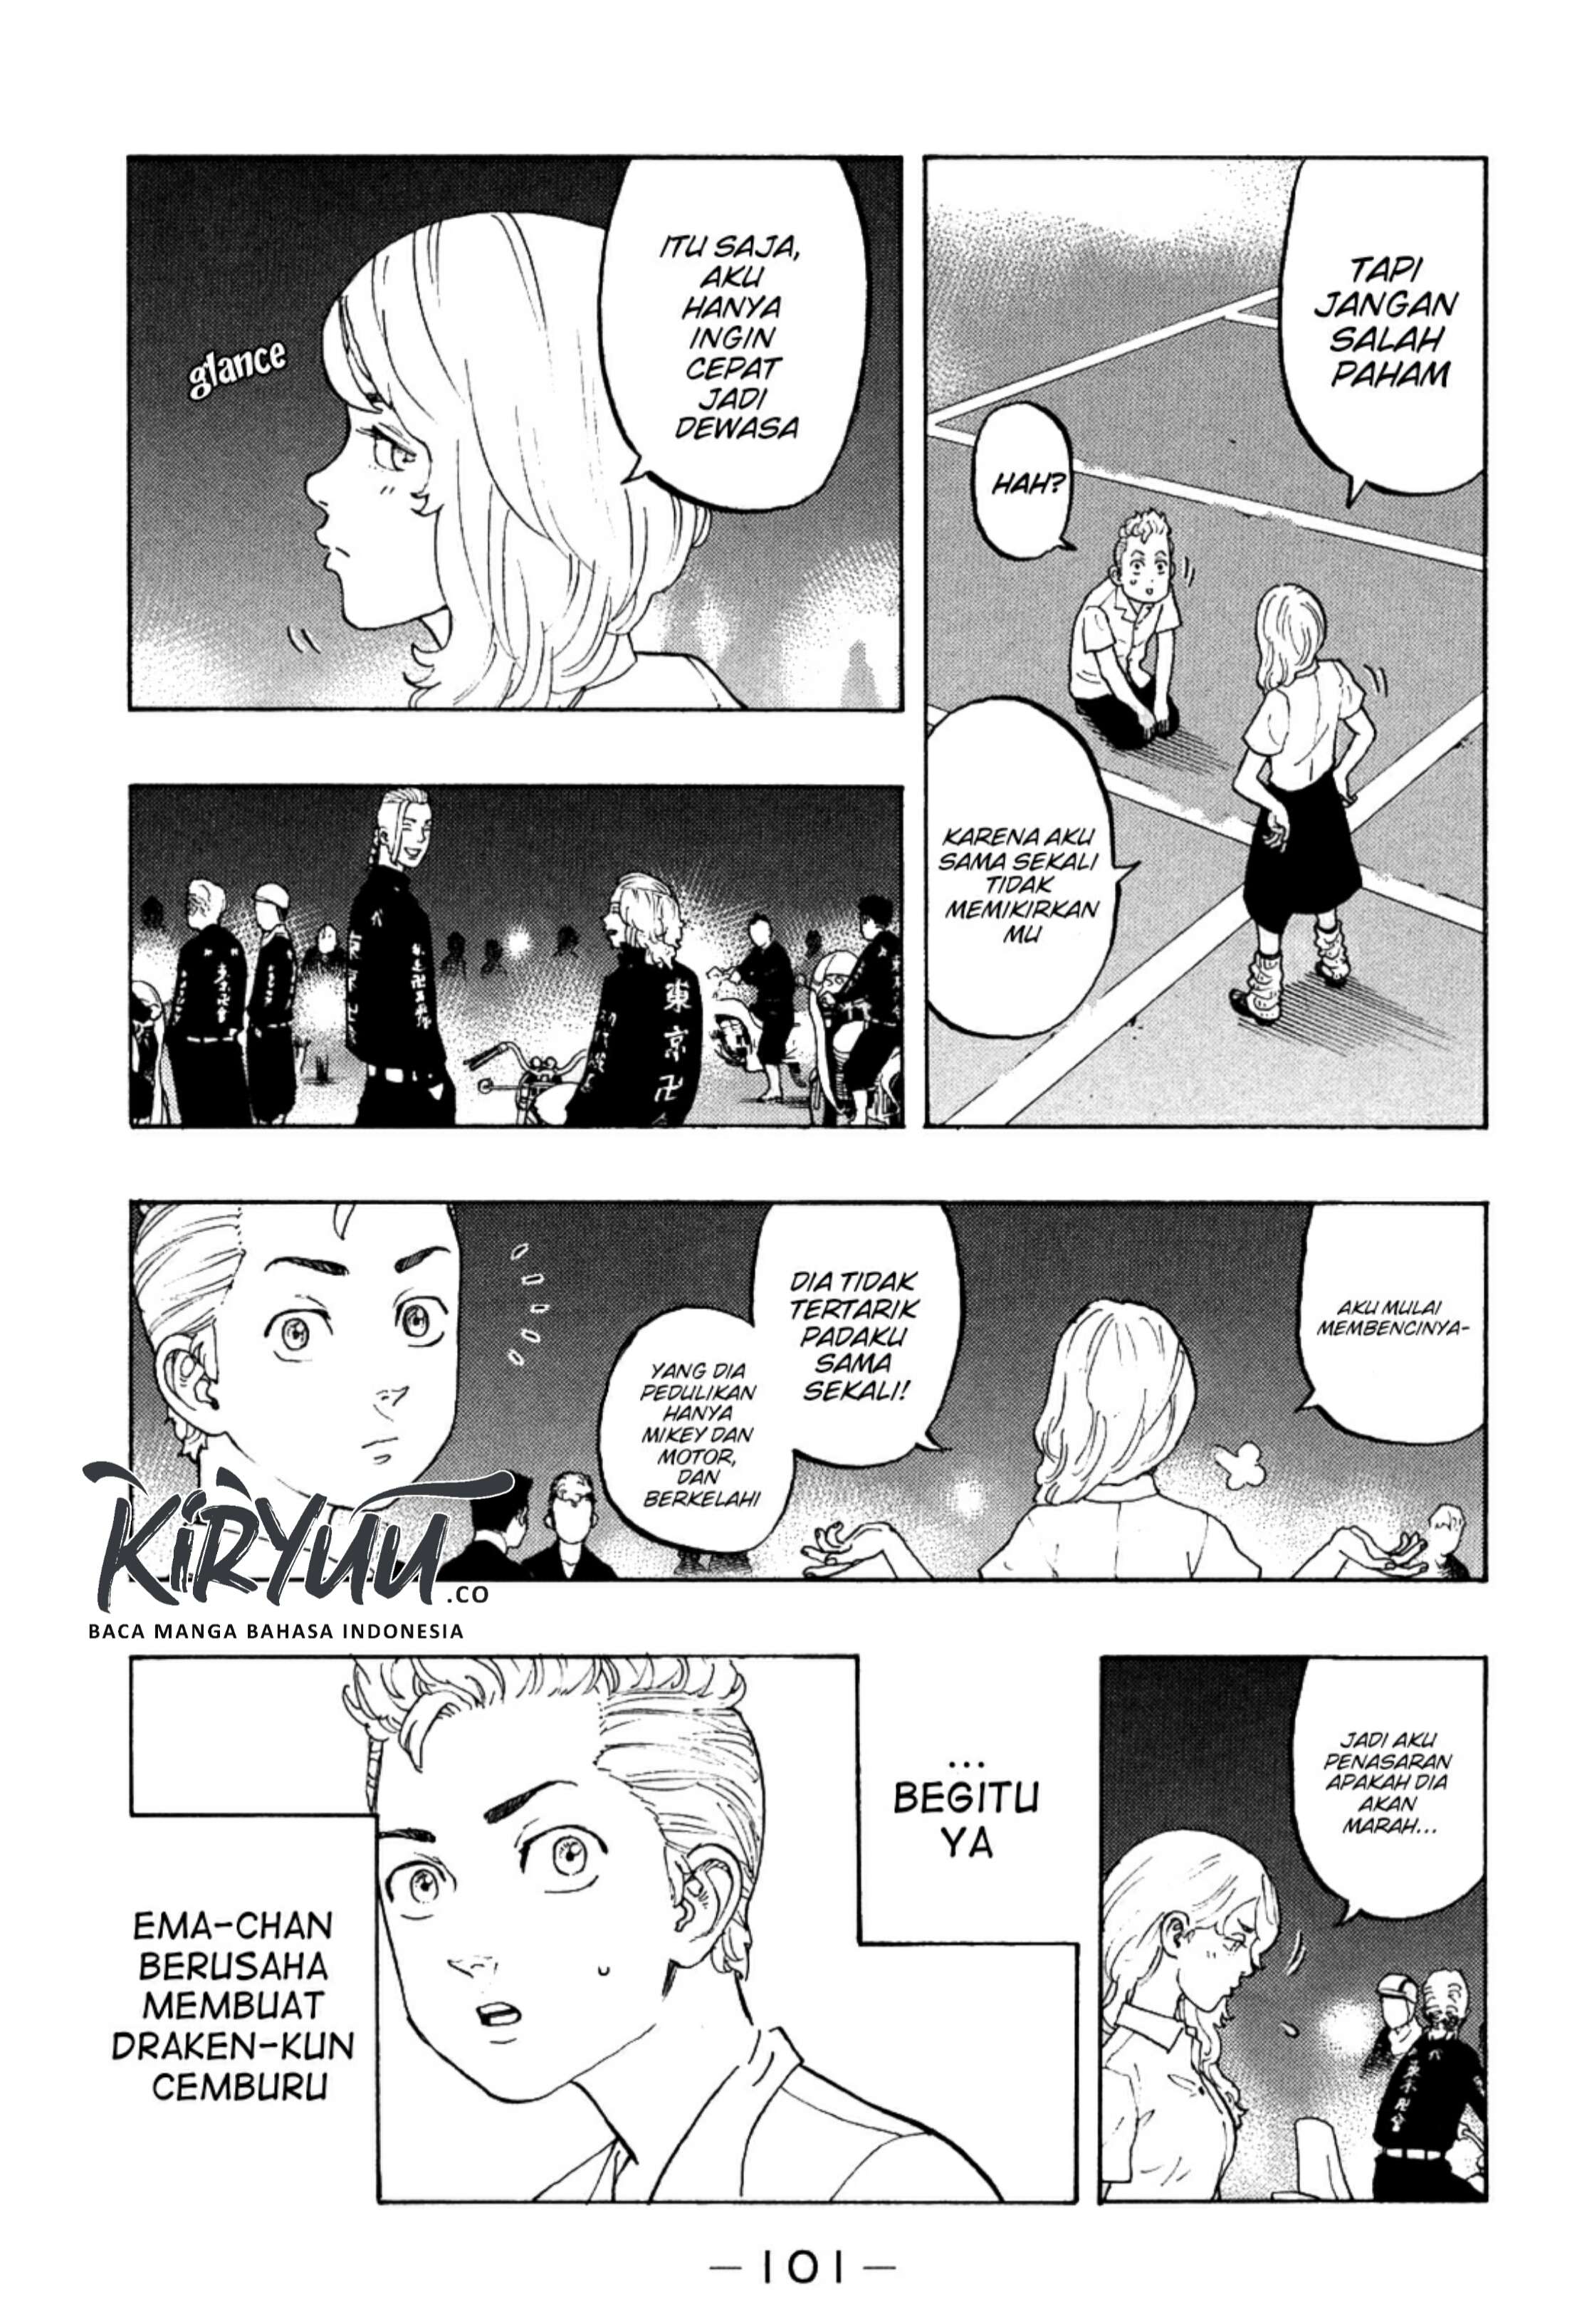 TAPI
JANGAN
SALAH
PAHAM
HAH?
KARENA AKU
SAMA SEKALI
TIDAK
MEMIKIRKAN
MU
ITU SAJA,
AKU
HANYA
INGIN
CEPAT
JADI
DEWASA
glance
東
京
卍
AKU MULAI
MEMBENCINYA-
DIA TIDAK
TERTARIK
PADAKU
SAMA
SEKALI!
YANG DIA
PEDULIKAN
HANYA
MIKEY DAN
MOTOR,
DAN
BERKELAHI
KIRYUU.CO
BACA MANGA BAHASA INDONESIA
JADI AKU
PENASARAN
APAKAH DIA
AKAN
MARAH...
...
BEGITU
YA
EMA-CHAN
BERUSAHA
MEMBUAT
DRAKEN-KUN
CEMBURU
—101—